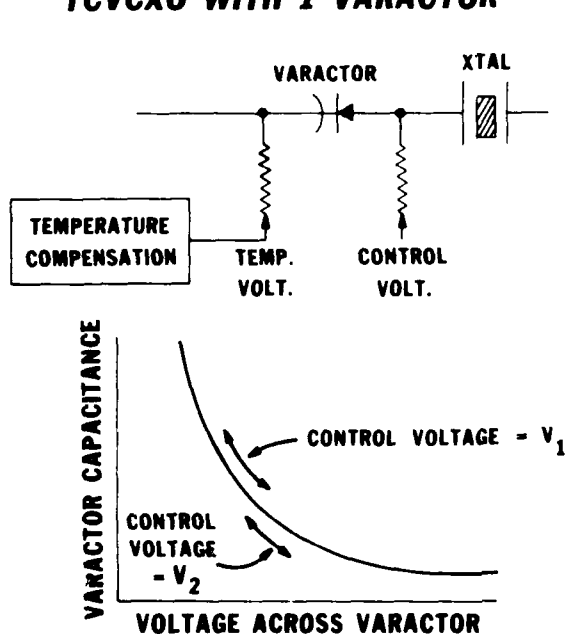 TCVCXO WITH 1 VARACTOR
XTAL
VARACTOR
TEMPERATURE
COMPENSATION
TEMP.
VOLT.
CONTROL
VOLT.
VARACTOR CAPACITANCE
CONTROL VOLTAGE = V1
CONTROL
VOLTAGE
= V2
VOLTAGE ACROSS VARACTOR